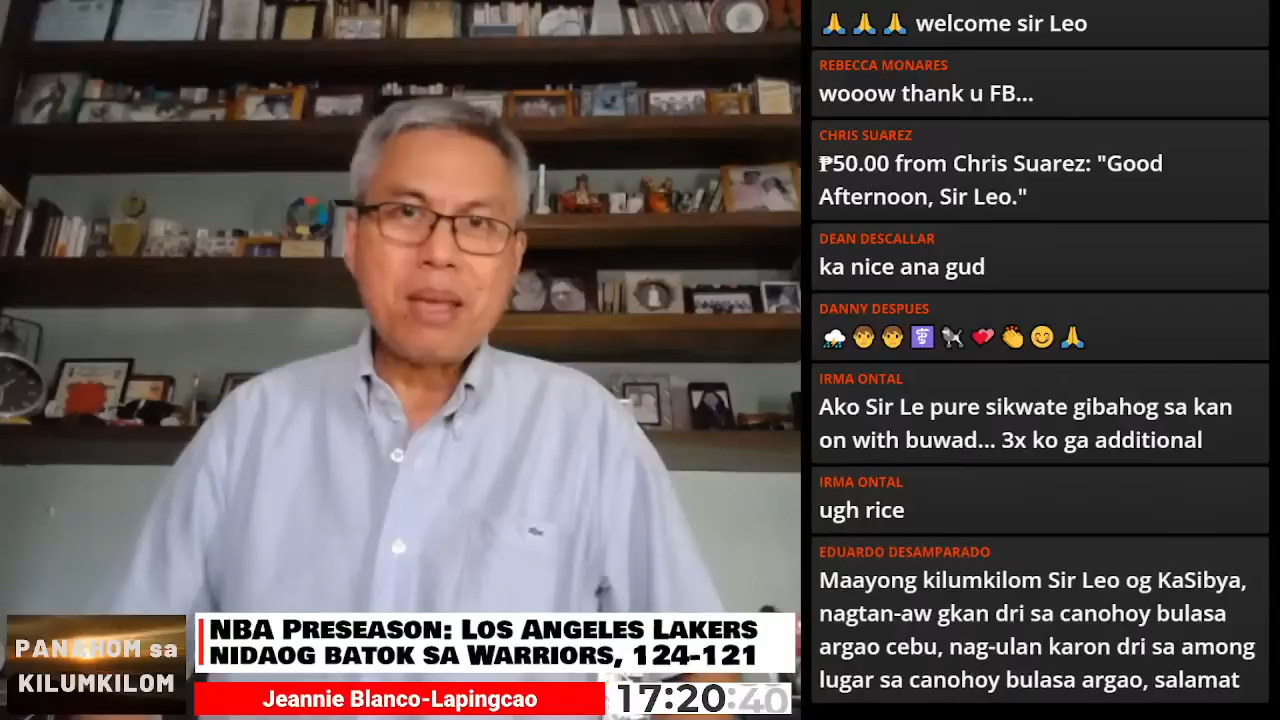 🙏 🙏 🙏 welcome sir Leo
REBECCA MONARES
wooow thank u FB...
CHRIS SUAREZ
₱50.00 from Chris Suarez: "Good
Afternoon, Sir Leo."
DEAN DESCALLAR
ka nice ana gud
DANNY DESPUES
IRMA ONTAL
Ako Sir Le pure sikwate gibahog sa kan
on with buwad... 3x ko ga additional
IRMA ONTAL
ugh rice
EDUARDO DESAMPARADO
Maayong kilumkilom Sir Leo og KaSibya,
nagtan-aw gkan dri sa canohoy bulasa
argao cebu, nag-ulan karon dri sa among
lugar sa canohoy bulasa argao, salamat
PANAHOM sa
KILUMKILOM
NBA PRESEASON: LOS ANGELES LAKERS
NIDAOG BATOK SA WARRIORS, 124-121
Jeannie Blanco-Lapingcao
17:20:40